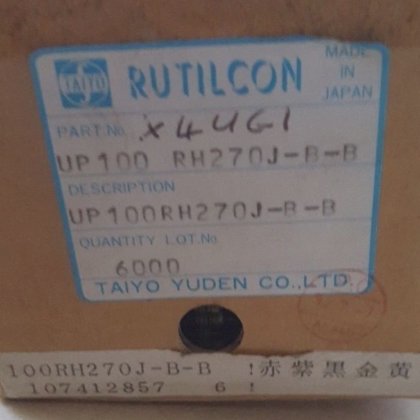 TAIYO
RUTILCON
MADE
IN
JAPAN
PART.No.
X4UG1
UP100 RH270J-B-B
DESCRIPTION
UP100RH270J-B-B
QUANTITY LOT.No
6000
TAIYO YUDEN CO.,LTD.
100RH270J-B-B ! 赤紫黒金黄
107412857 6 !